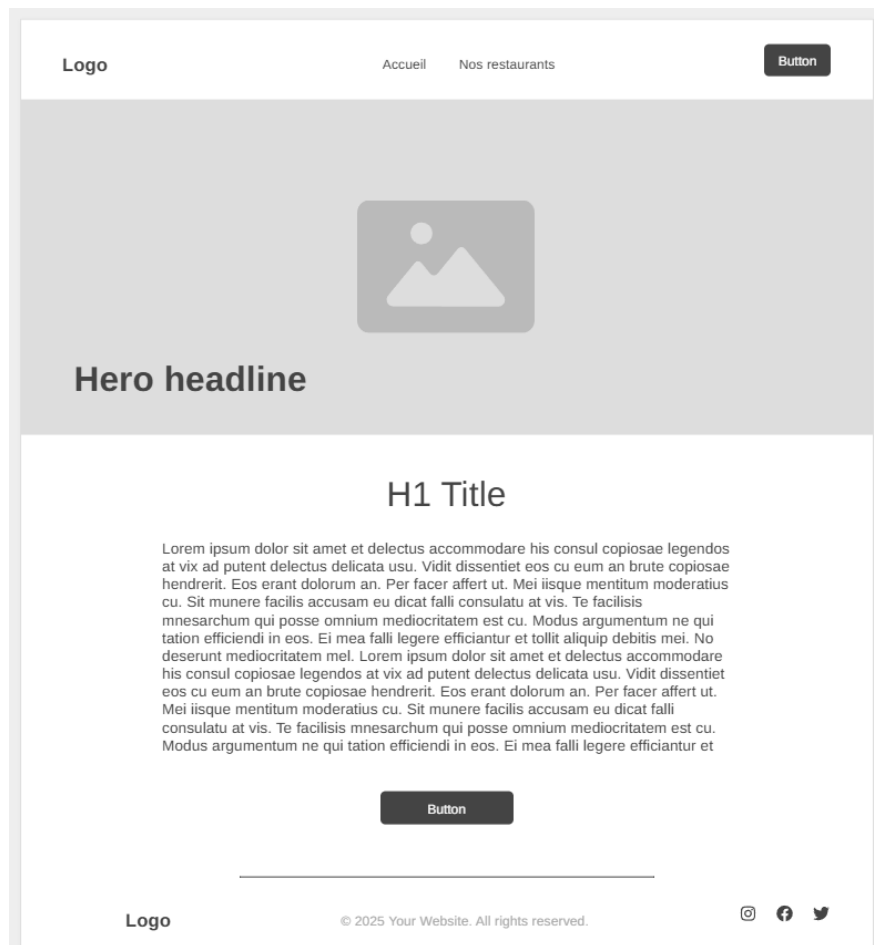 Logo
Accueil
Nos restaurants
Button
Hero headline
H1 Title
Lorem ipsum dolor sit amet et delectus accommodare his consul copiosae legendos
at vix ad putent delectus delicata usu. Vidit dissentiet eos cu eum an brute copiosae
hendrerit. Eos erant dolorum an. Per facer affert ut. Mei iisque mentitum moderatius
cu. Sit munere facilis accusam eu dicat falli consulatu at vis. Te facilisis
mnesarchum qui posse omnium mediocritatem est cu. Modus argumentum ne qui
tation efficiendi in eos. Ei mea falli legere efficiantur et tollit aliquip debitis mei. No
deserunt mediocritatem mel. Lorem ipsum dolor sit amet et delectus accommodare
his consul copiosae legendos at vix ad putent delectus delicata usu. Vidit dissentiet
eos cu eum an brute copiosae hendrerit. Eos erant dolorum an. Per facer affert ut.
Mei iisque mentitum moderatius cu. Sit munere facilis accusam eu dicat falli
consulatu at vis. Te facilisis mnesarchum qui posse omnium mediocritatem est cu.
Modus argumentum ne qui tation efficiendi in eos. Ei mea falli legere efficiantur et
Button
Logo
© 2025 Your Website. All rights reserved.